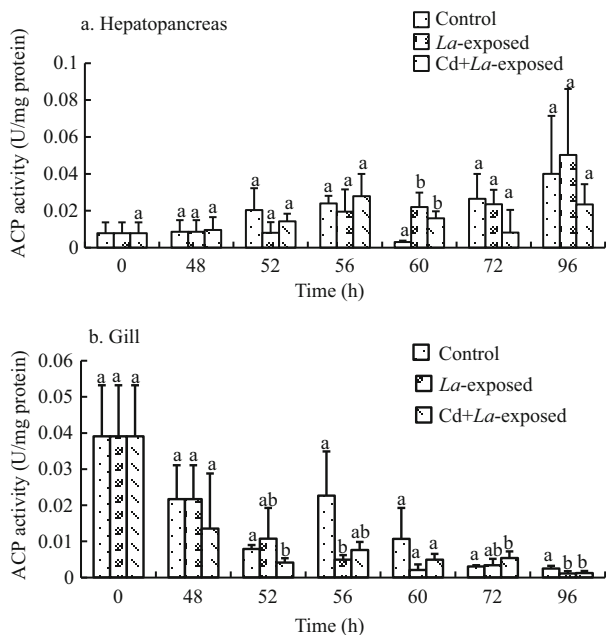 a. Hepatopancreas
Control
La-exposed
Cd+La-exposed
ACP activity (U/mg protein)
0.1
0.08
0.06
0.04
0.02
0
a
a a a
a a a
a a a
a b b
a a a
a a a
0 48 52 56 60 72 96
Time (h)
b. Gill
Control
La-exposed
Cd+La-exposed
ACP activity (U/mg protein)
0.06
0.05
0.04
0.03
0.02
0.01
0
a a a
a a a
a ab b
a b ab
a a a
a ab b
a b b
0 48 52 56 60 72 96
Time (h)